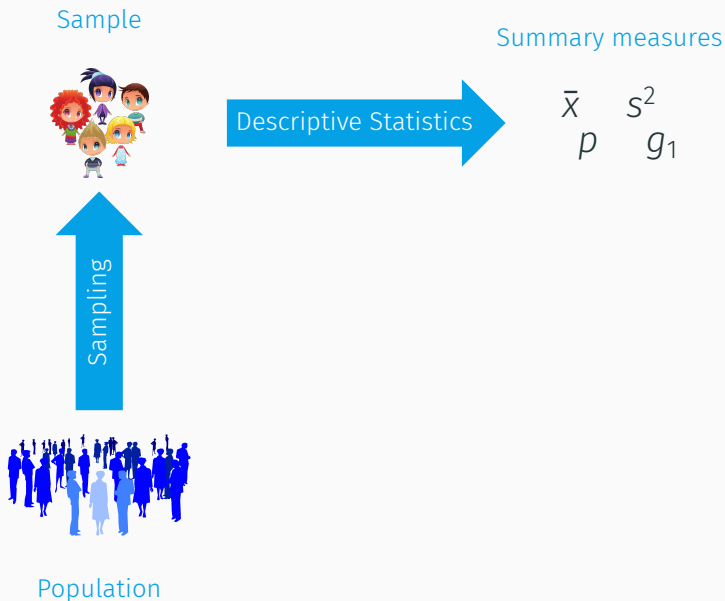 Sample
Summary measures
Descriptive Statistics
x̄ s²
p g₁
Sampling
Population